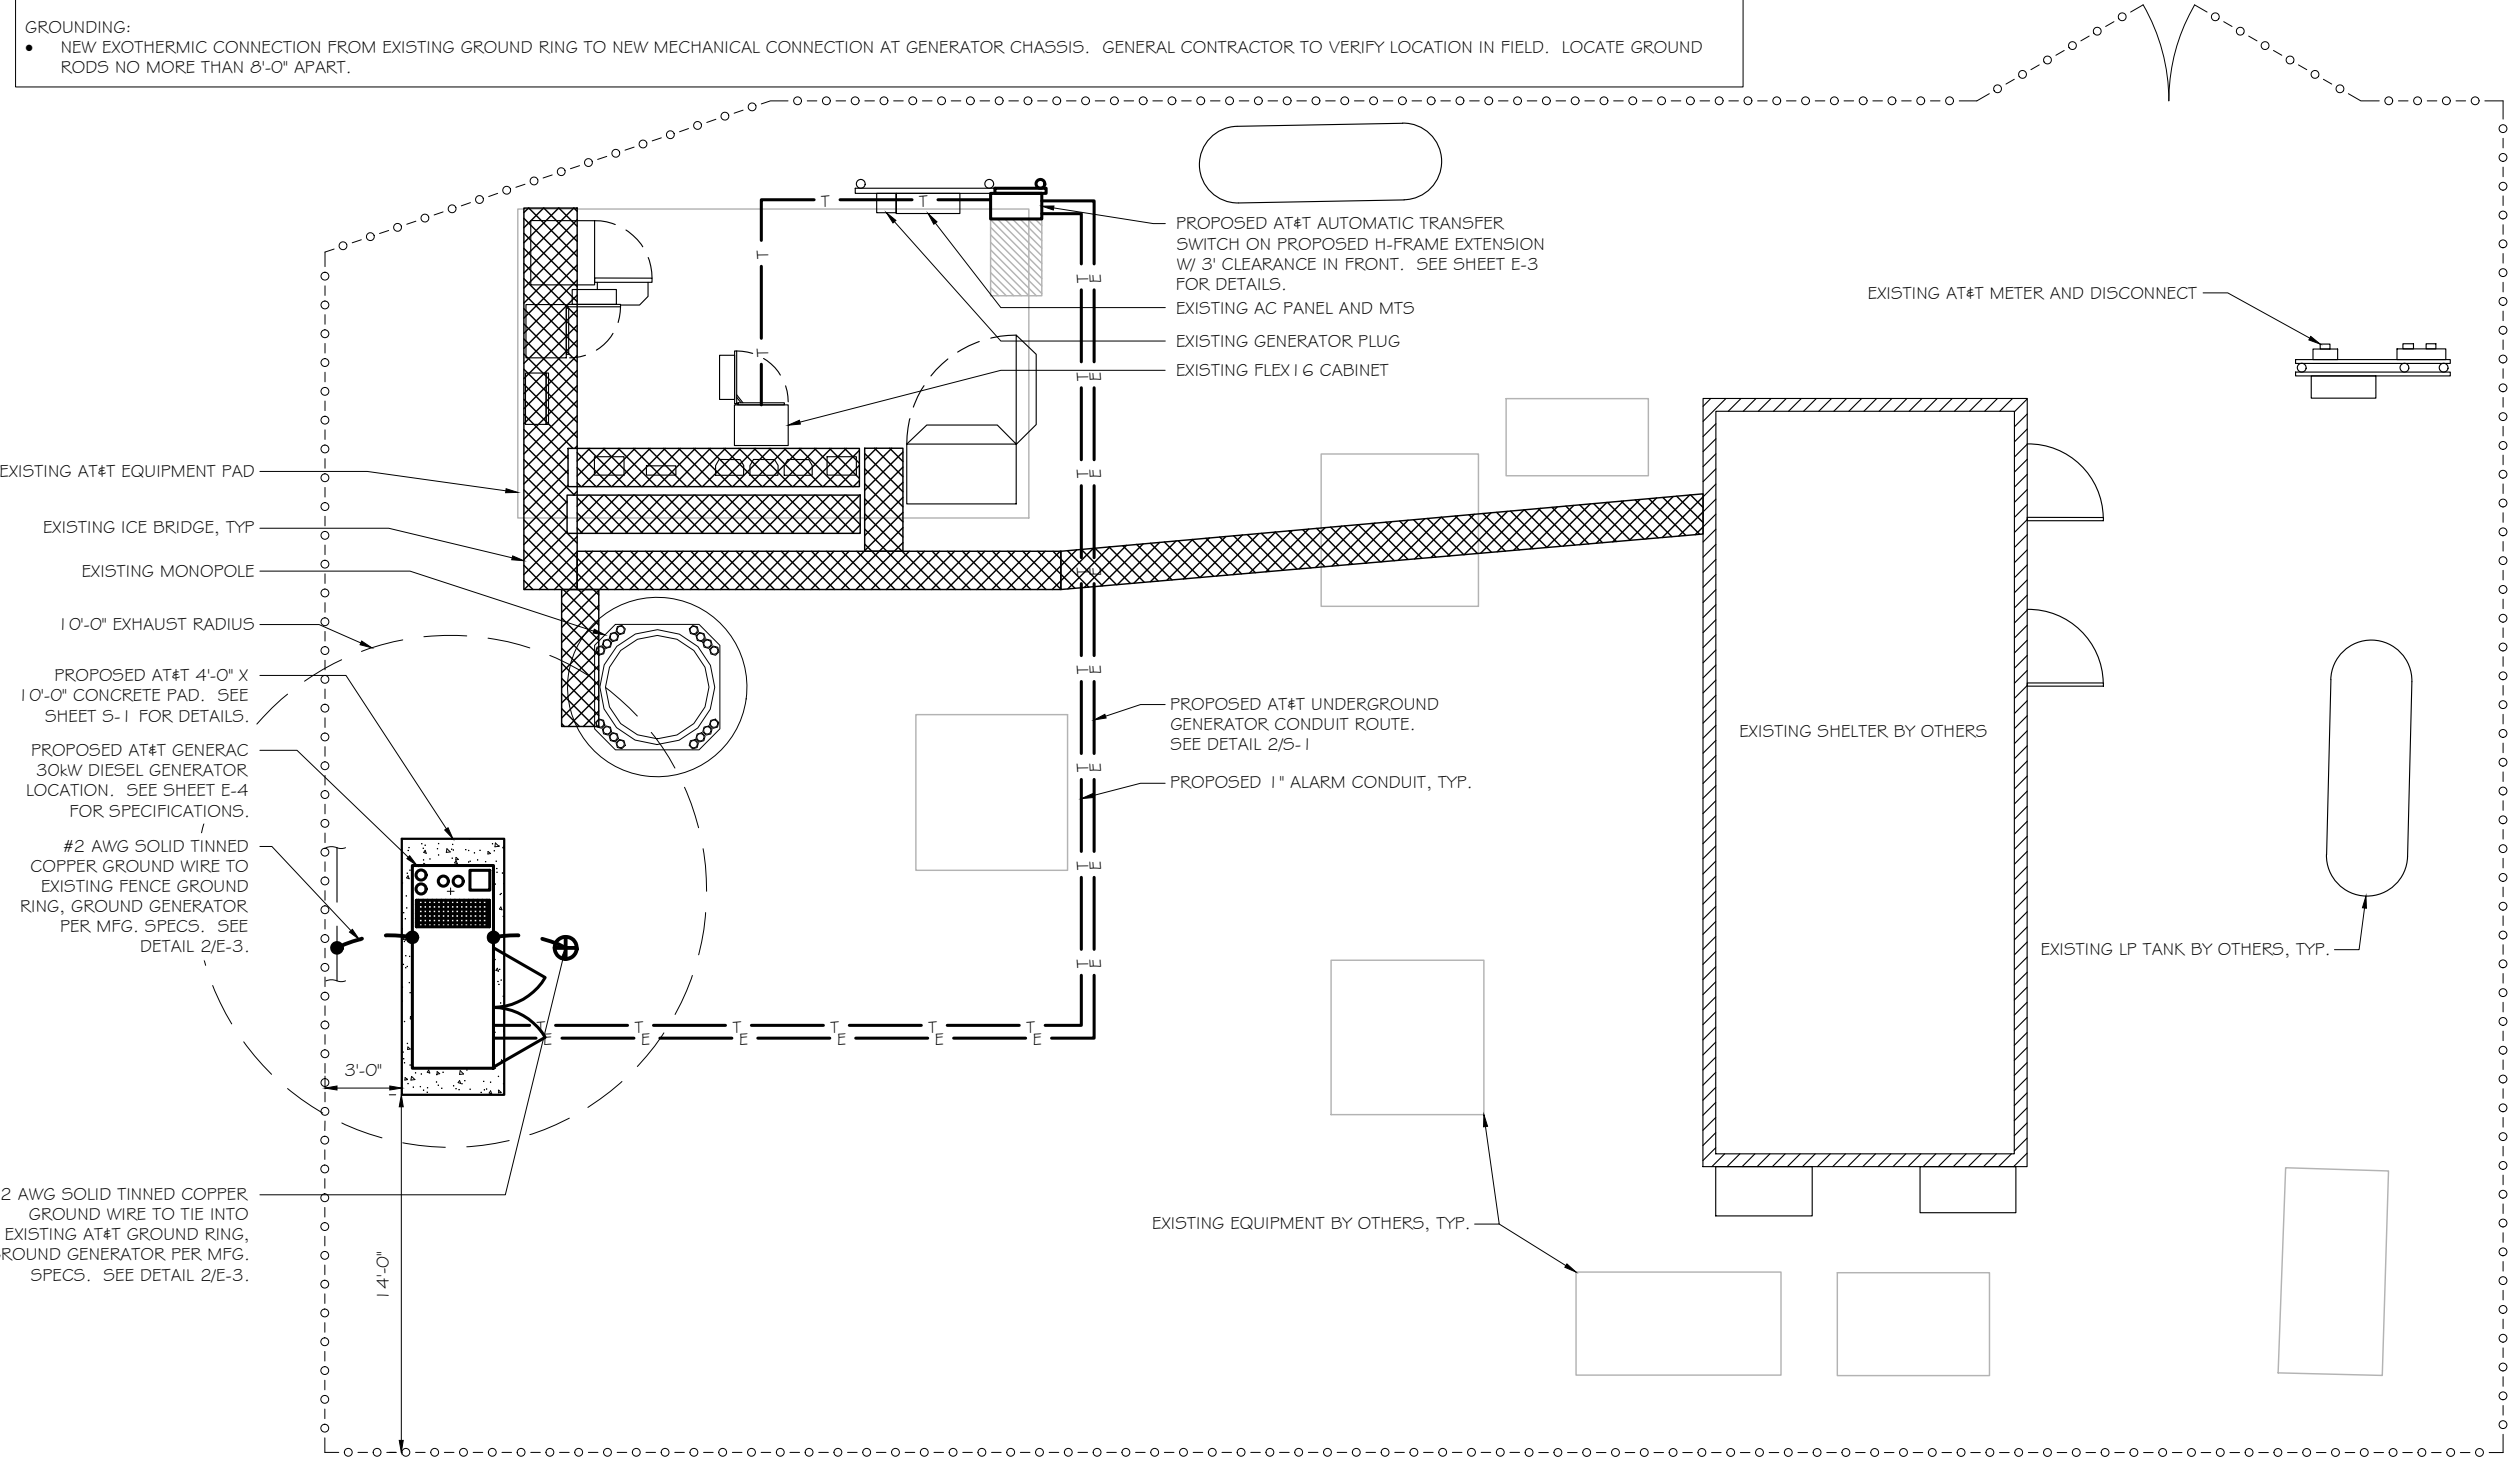 GROUNDING:
• NEW EXOTHERMIC CONNECTION FROM EXISTING GROUND RING TO NEW MECHANICAL CONNECTION AT GENERATOR CHASSIS. GENERAL CONTRACTOR TO VERIFY LOCATION IN FIELD. LOCATE GROUND
RODS NO MORE THAN 8'-0" APART.
PROPOSED AT&T AUTOMATIC TRANSFER
SWITCH ON PROPOSED H-FRAME EXTENSION
W/ 3' CLEARANCE IN FRONT. SEE SHEET E-3
FOR DETAILS.
EXISTING AC PANEL AND MTS
EXISTING GENERATOR PLUG
EXISTING FLEX16 CABINET
EXISTING AT&T METER AND DISCONNECT
EXISTING AT&T EQUIPMENT PAD
EXISTING ICE BRIDGE, TYP
EXISTING MONOPOLE
10'-0" EXHAUST RADIUS
PROPOSED AT&T 4'-0" X
10'-0" CONCRETE PAD. SEE
SHEET S-1 FOR DETAILS.
PROPOSED AT&T GENERAC
30kW DIESEL GENERATOR
LOCATION. SEE SHEET E-4
FOR SPECIFICATIONS.
#2 AWG SOLID TINNED
COPPER GROUND WIRE TO
EXISTING FENCE GROUND
RING, GROUND GENERATOR
PER MFG. SPECS. SEE
DETAIL 2/E-3.
PROPOSED AT&T UNDERGROUND
GENERATOR CONDUIT ROUTE.
SEE DETAIL 2/S-1
PROPOSED 1" ALARM CONDUIT, TYP.
EXISTING SHELTER BY OTHERS
EXISTING LP TANK BY OTHERS, TYP.
T T T T
T T T T T T T T
E E E E E E E E
T T T T T T
E E E E E E
3'-0"
14'-0"
2 AWG SOLID TINNED COPPER
GROUND WIRE TO TIE INTO
EXISTING AT&T GROUND RING,
ROUND GENERATOR PER MFG.
SPECS. SEE DETAIL 2/E-3.
EXISTING EQUIPMENT BY OTHERS, TYP.